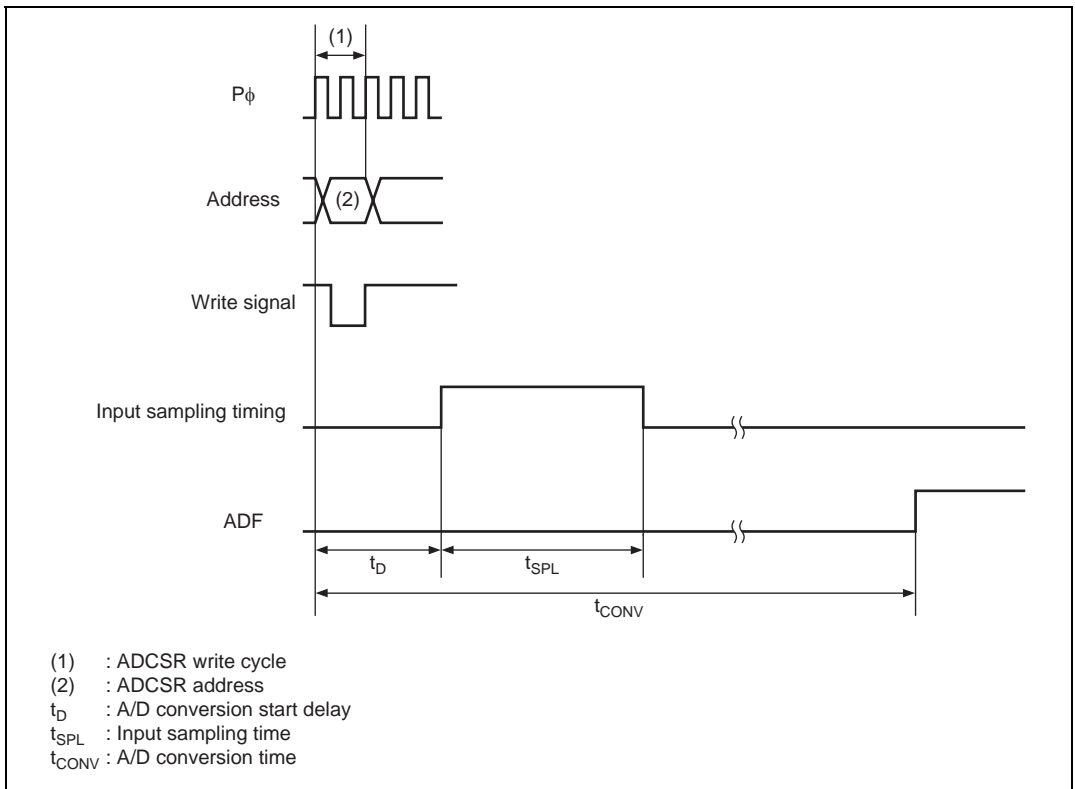 (1)
Pϕ
Address
(2)
Write signal
Input sampling timing
ADF
tD
tSPL
tCONV
(1) : ADCSR write cycle
(2) : ADCSR address
tD : A/D conversion start delay
tSPL : Input sampling time
tCONV : A/D conversion time